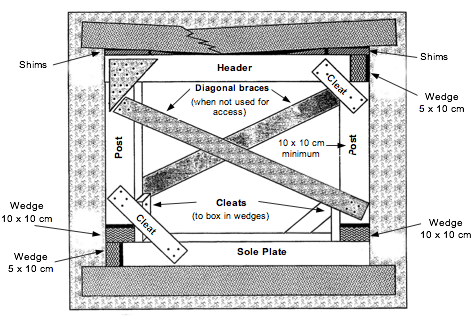 Shims
Shims
Header
Cleat
Diagonal braces
(when not used for
access)
Wedge
5 x 10 cm
Post
10 x 10 cm
minimum
Post
Cleats
(to box in wedges)
Cleat
Wedge
10 x 10 cm
Wedge
10 x 10 cm
Sole Plate
Wedge
5 x 10 cm